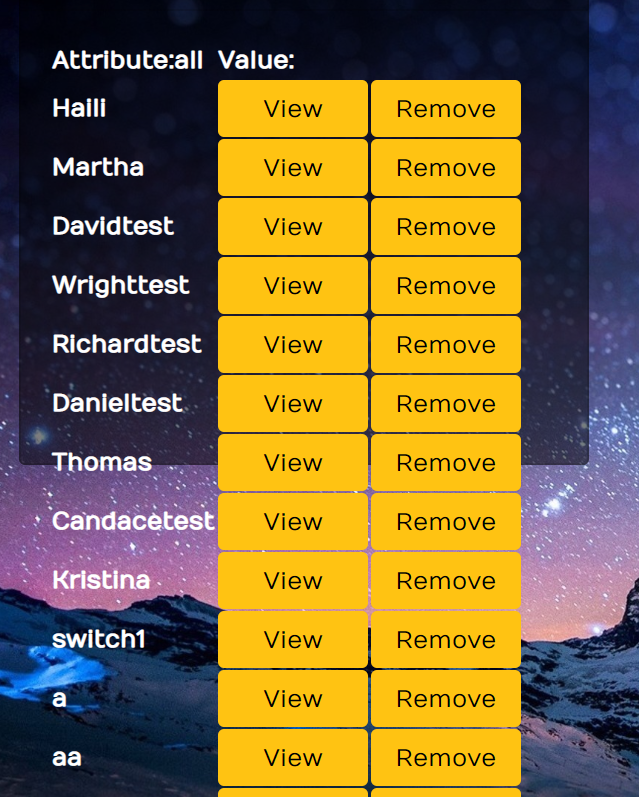 Attribute:all Value:
Haili View Remove
Martha View Remove
Davidtest View Remove
Wrighttest View Remove
Richardtest View Remove
Danieltest View Remove
Thomas View Remove
Candacetest View Remove
Kristina View Remove
switch1 View Remove
a View Remove
aa View Remove